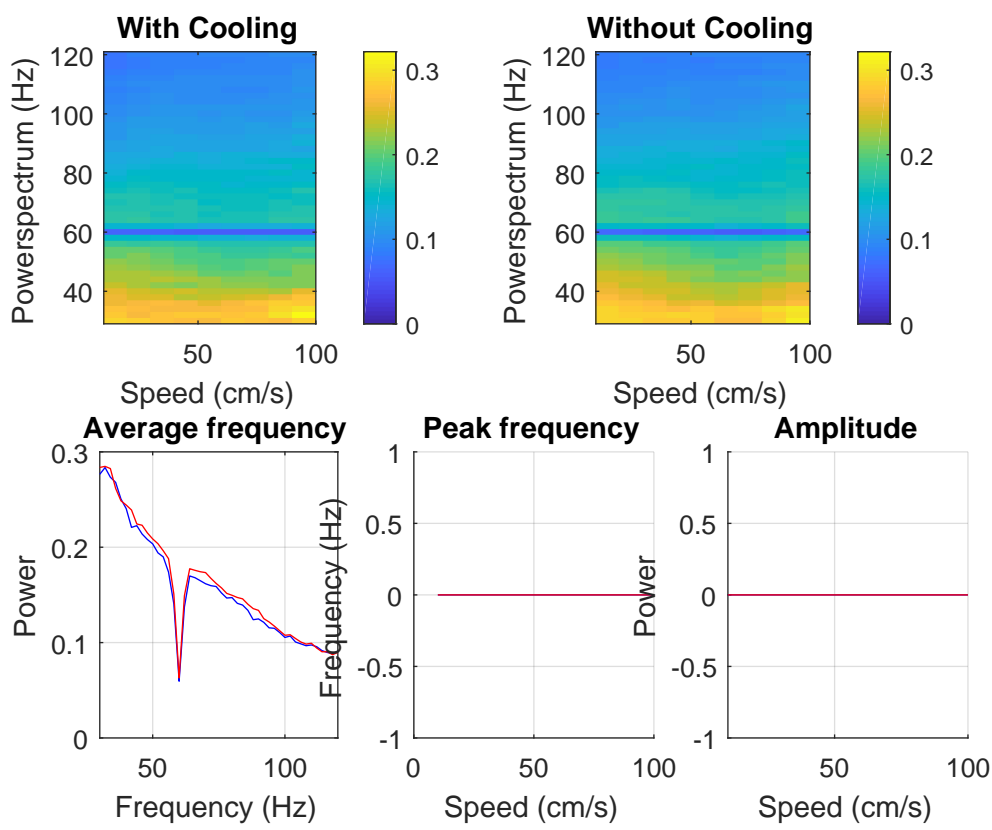 With Cooling
Powerspectrum (Hz)
120
100
80
60
40
50
100
Speed (cm/s)
0.3
0.2
0.1
0
Without Cooling
Powerspectrum (Hz)
120
100
80
60
40
50
100
Speed (cm/s)
0.3
0.2
0.1
0
Average frequency
Power
0.3
0.2
0.1
0
50
100
Frequency (Hz)
Peak frequency
Frequency (Hz)
1
0.5
0
-0.5
-1
0
50
100
Speed (cm/s)
Amplitude
Power
1
0.5
0
-0.5
-1
50
100
Speed (cm/s)